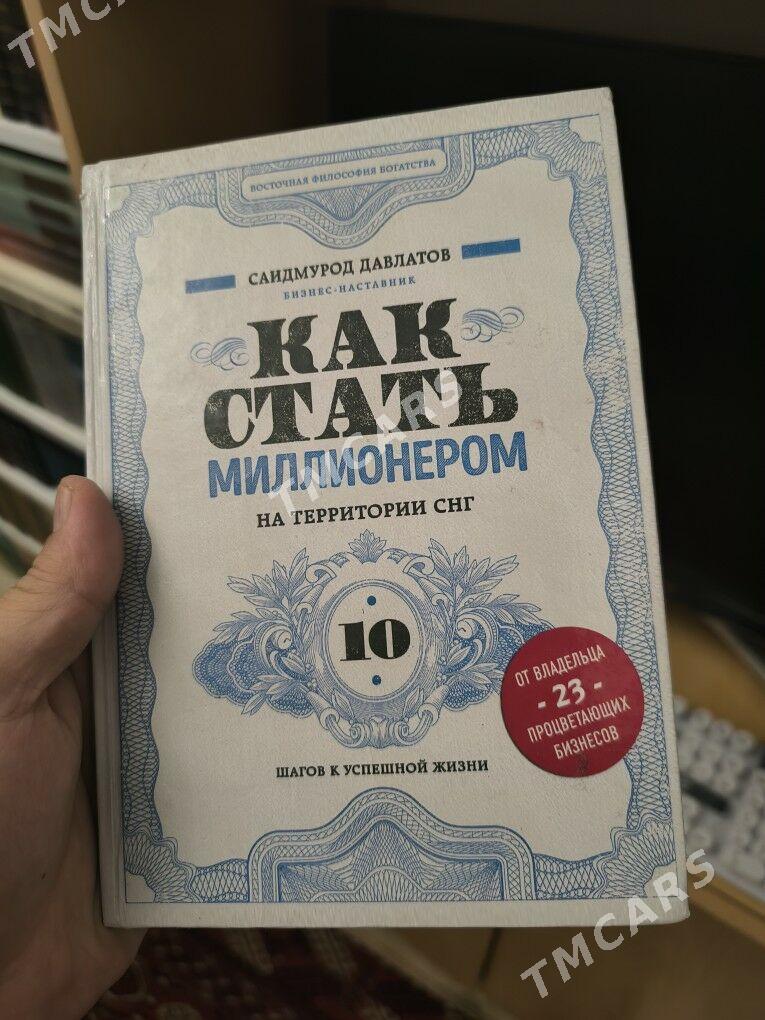 TMCARS
ВОСТОЧНАЯ ФИЛОСОФИЯ БОГАТСТВА
САИДМУРОД ДАВЛАТОВ
БИЗНЕС-НАСТАВНИК
КАК
СТАТЬ
МИЛЛИОНЕРОМ
TMCARS
НА ТЕРРИТОРИИ СНГ
10
ОТ ВЛАДЕЛЬЦА
- 23 -
ПРОЦВЕТАЮЩИХ
БИЗНЕСОВ
ШАГОВ К УСПЕШНОЙ ЖИЗНИ
TMCARS